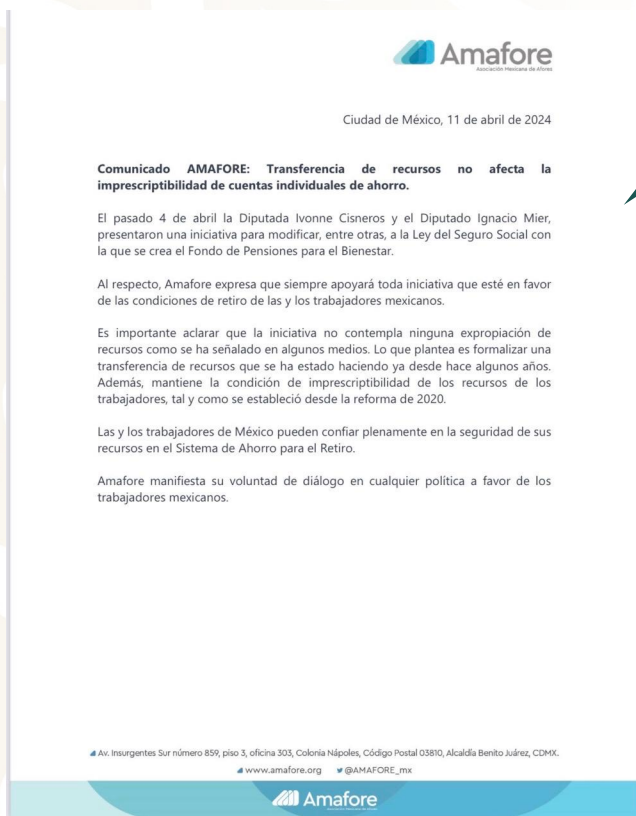 Amafore
Asociación Mexicana de Afores
Ciudad de México, 11 de abril de 2024
Comunicado AMAFORE: Transferencia de recursos no afecta la
imprescriptibilidad de cuentas individuales de ahorro.
El pasado 4 de abril la Diputada Ivonne Cisneros y el Diputado Ignacio Mier,
presentaron una iniciativa para modificar, entre otras, a la Ley del Seguro Social con
la que se crea el Fondo de Pensiones para el Bienestar.
Al respecto, Amafore expresa que siempre apoyará toda iniciativa que esté en favor
de las condiciones de retiro de las y los trabajadores mexicanos.
Es importante aclarar que la iniciativa no contempla ninguna expropiación de
recursos como se ha señalado en algunos medios. Lo que plantea es formalizar una
transferencia de recursos que se ha estado haciendo ya desde hace algunos años.
Además, mantiene la condición de imprescriptibilidad de los recursos de los
trabajadores, tal y como se estableció desde la reforma de 2020.
Las y los trabajadores de México pueden confiar plenamente en la seguridad de sus
recursos en el Sistema de Ahorro para el Retiro.
Amafore manifiesta su voluntad de diálogo en cualquier política a favor de los
trabajadores mexicanos.
Av. Insurgentes Sur número 859, piso 3, oficina 303, Colonia Nápoles, Código Postal 03810, Alcaldía Benito Juárez, CDMX.
www.amafore.org @AMAFORE_mx
Amafore